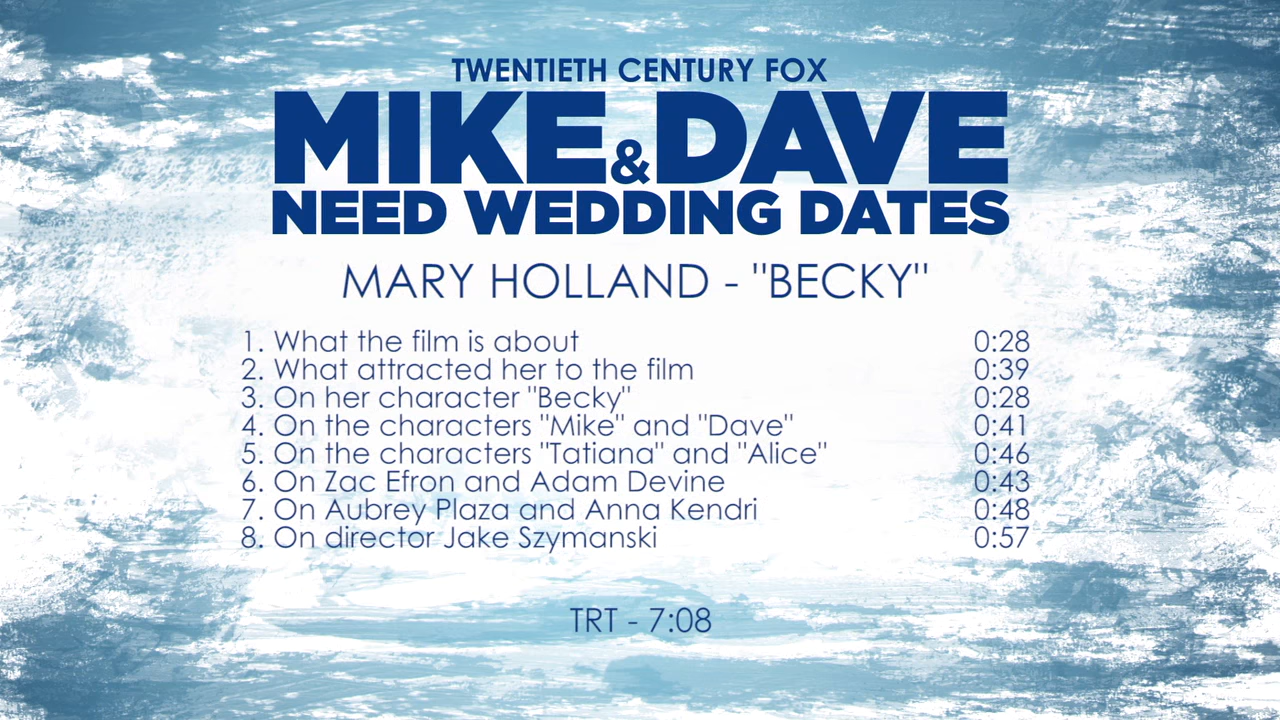 TWENTIETH CENTURY FOX
MIKE & DAVE
NEED WEDDING DATES
MARY HOLLAND - "BECKY"
1. What the film is about 0:28
2. What attracted her to the film 0:39
3. On her character "Becky" 0:28
4. On the characters "Mike" and "Dave" 0:41
5. On the characters "Tatiana" and "Alice" 0:46
6. On Zac Efron and Adam Devine 0:43
7. On Aubrey Plaza and Anna Kendri 0:48
8. On director Jake Szymanski 0:57
TRT - 7:08